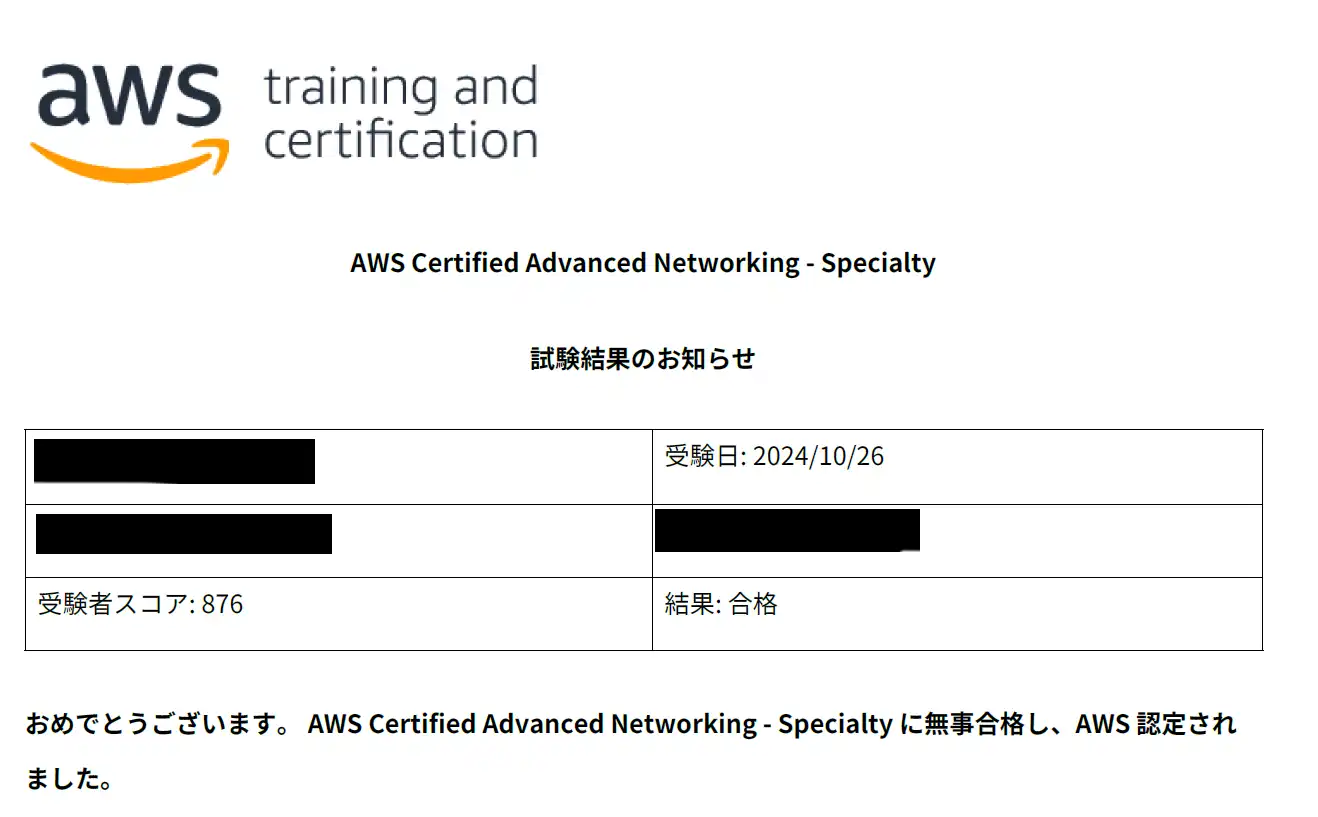 aws training and
certification
AWS Certified Advanced Networking - Specialty
試験結果のお知らせ
受験日: 2024/10/26
受験者スコア: 876
結果: 合格
おめでとうございます。 AWS Certified Advanced Networking - Specialty に無事合格し、AWS 認定され
ました。